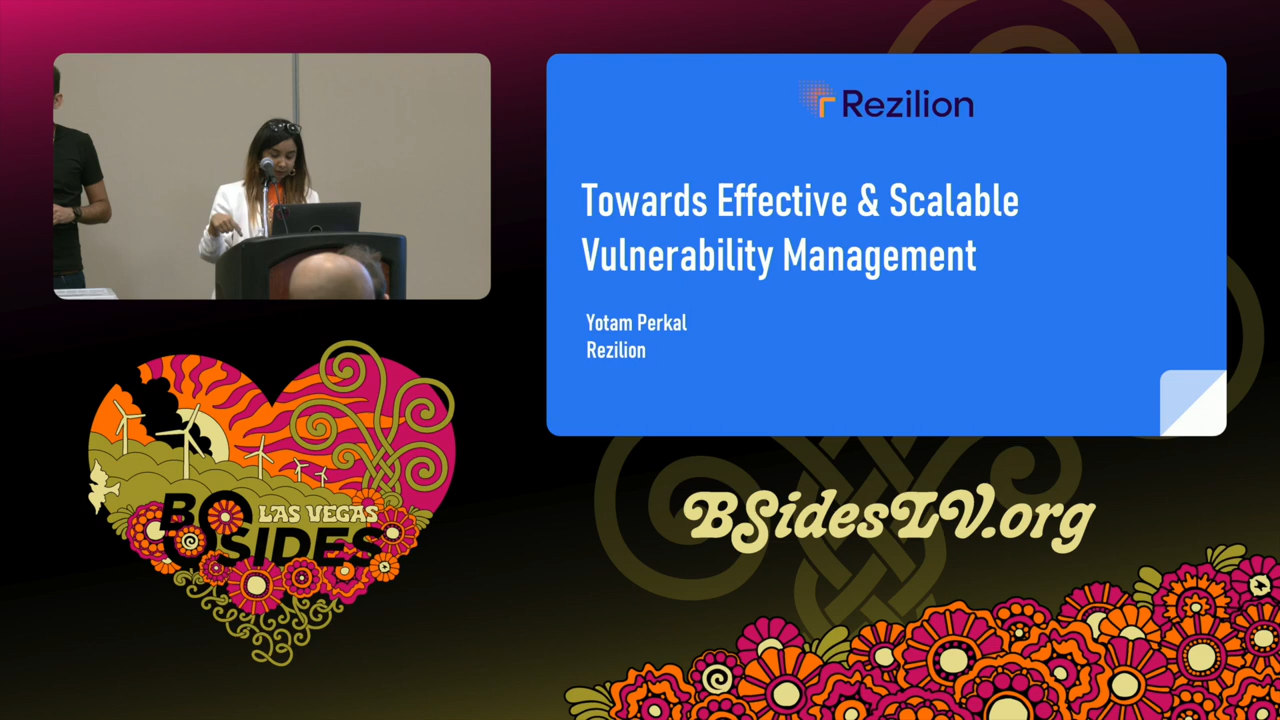 Rezilion
Towards Effective & Scalable
Vulnerability Management
Yotam Perkal
Rezilion
BSIDES
LAS VEGAS
BSidesLV.org